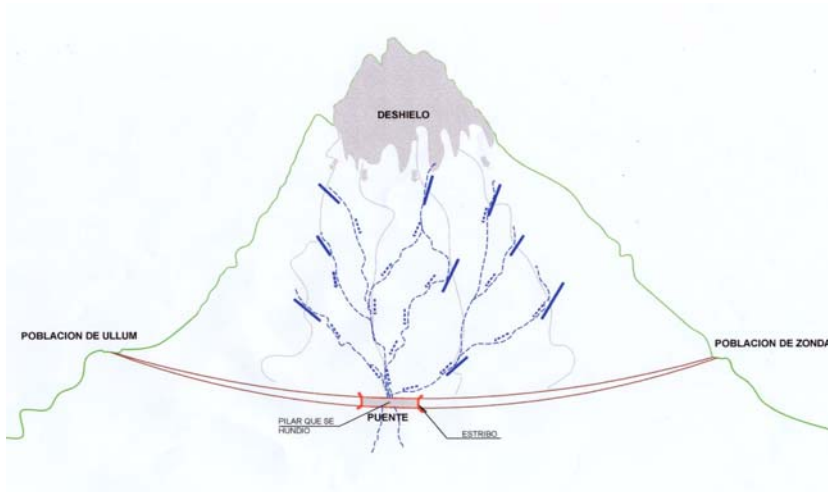 DESHIELO
POBLACION DE ULLUM
POBLACION DE ZONDA
PILAR QUE SE
HUNDIO
PUENTE
ESTRIBO